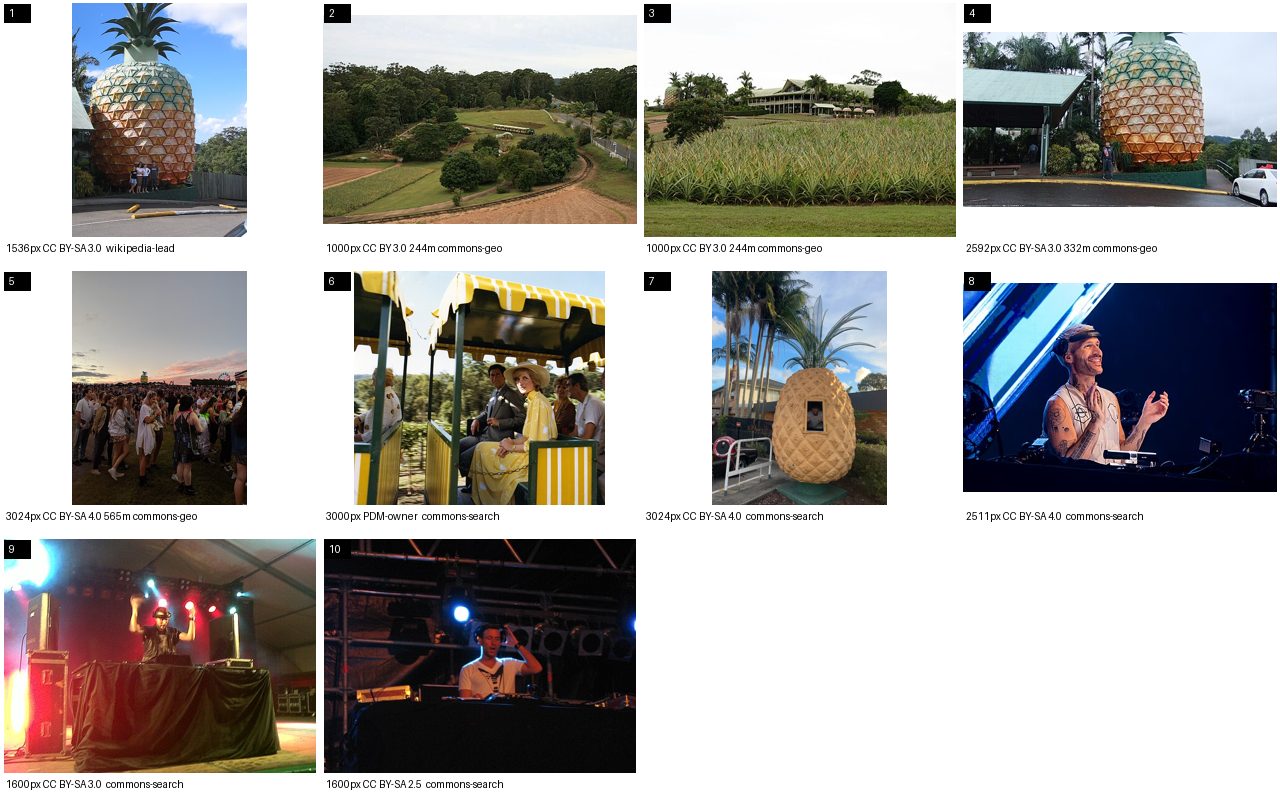 1
2
3
4
1536px CC BY-SA 3.0 wikipedia-lead
1000px CC BY 3.0 244m commons-geo
1000px CC BY 3.0 244m commons-geo
2592px CC BY-SA 3.0 332m commons-geo
5
6
7
8
3024px CC BY-SA 4.0 565m commons-geo
3000px PDM-owner commons-search
3024px CC BY-SA 4.0 commons-search
2511px CC BY-SA 4.0 commons-search
9
10
1600px CC BY-SA 3.0 commons-search
1600px CC BY-SA 2.5 commons-search